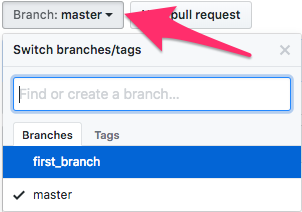 Branch: master
pull request
Switch branches/tags
Find or create a branch...
Branches Tags
first_branch
master